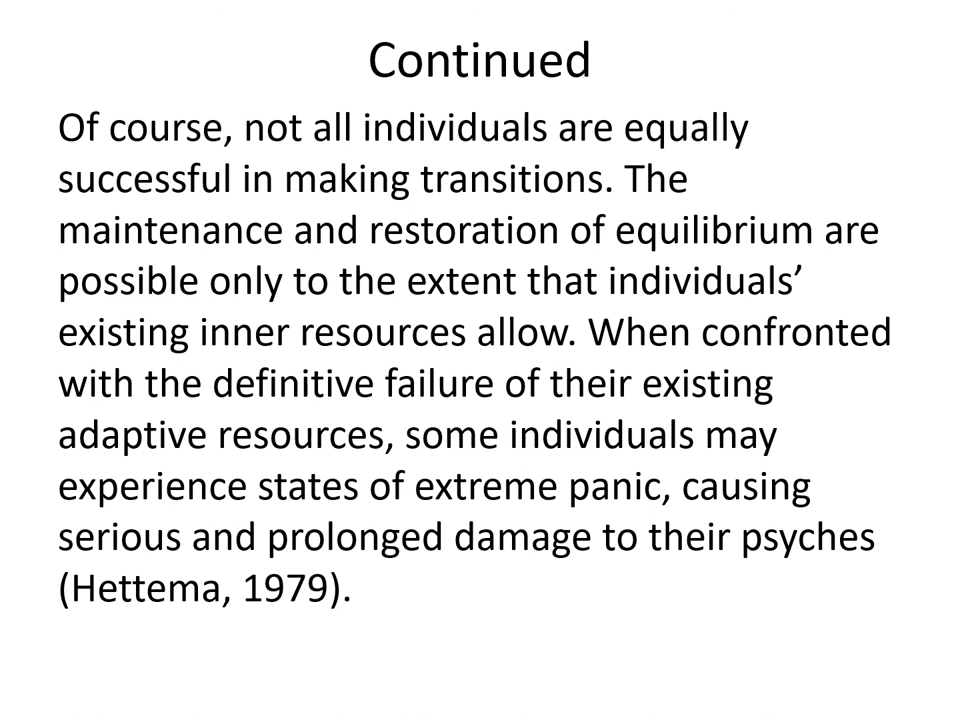 Continued
Of course, not all individuals are equally
successful in making transitions. The
maintenance and restoration of equilibrium are
possible only to the extent that individuals’
existing inner resources allow. When confronted
with the definitive failure of their existing
adaptive resources, some individuals may
experience states of extreme panic, causing
serious and prolonged damage to their psyches
(Hettema, 1979).